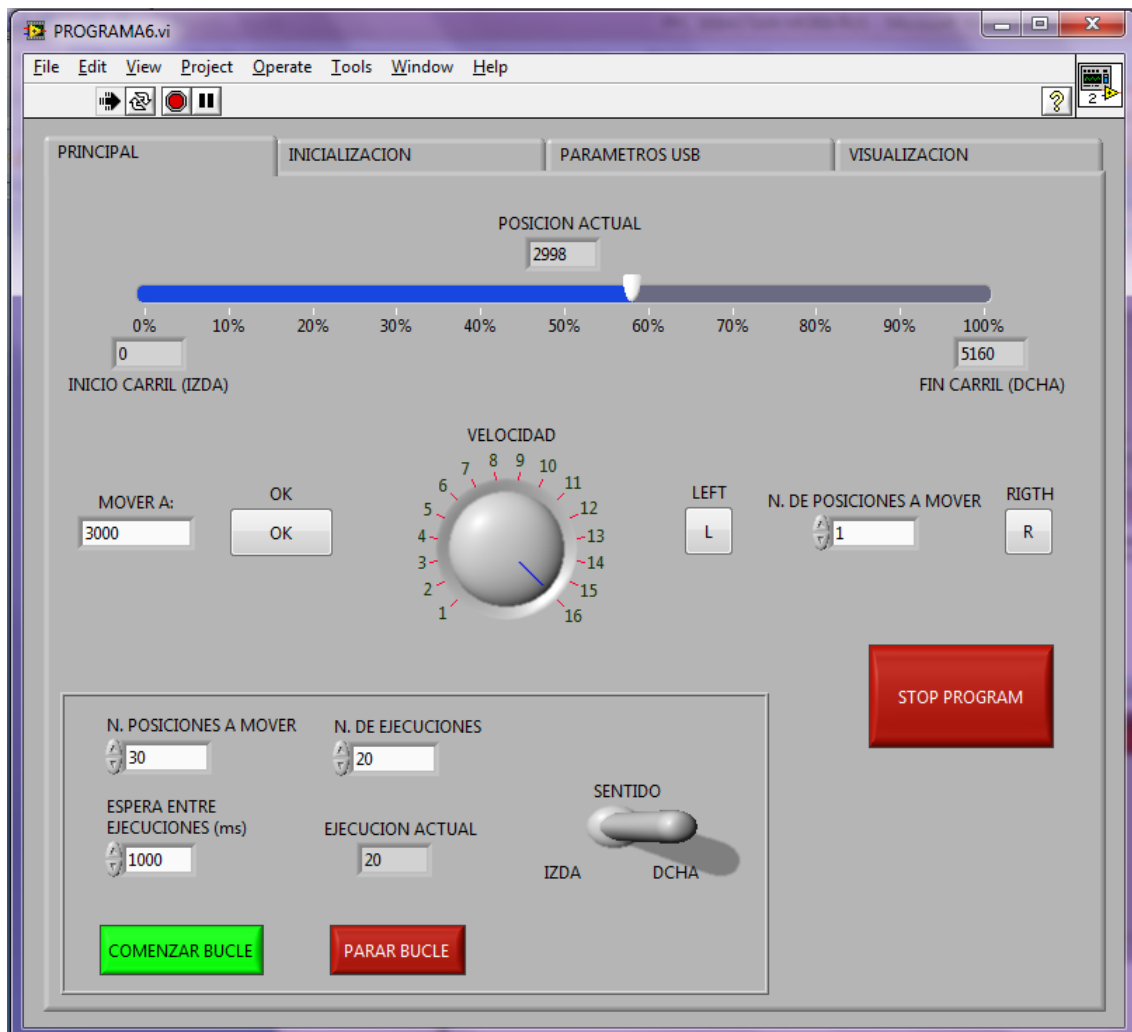 PROGRAMA6.vi
File Edit View Project Operate Tools Window Help
2
PRINCIPAL INICIALIZACION PARAMETROS USB VISUALIZACION
POSICION ACTUAL
2998
0% 10% 20% 30% 40% 50% 60% 70% 80% 90% 100%
0 5160
INICIO CARRIL (IZDA) FIN CARRIL (DCHA)
VELOCIDAD
1 2 3 4 5 6 7 8 9 10 11 12 13 14 15 16
MOVER A:
3000
OK
OK
LEFT
L
N. DE POSICIONES A MOVER
1
RIGTH
R
STOP PROGRAM
N. POSICIONES A MOVER
30
N. DE EJECUCIONES
20
ESPERA ENTRE
EJECUCIONES (ms)
1000
EJECUCION ACTUAL
20
SENTIDO
IZDA DCHA
COMENZAR BUCLE
PARAR BUCLE